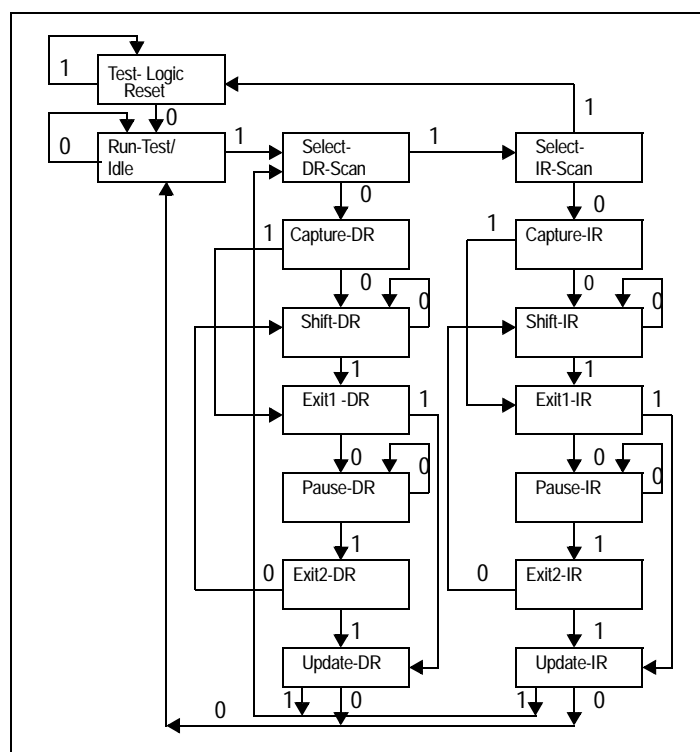 1
Test- Logic
Reset
1
0
0
Run-Test/
Idle
1
Select-
DR-Scan
1
Select-
IR-Scan
0
0
1
Capture-DR
1
Capture-IR
0
0
Shift-DR
0
Shift-IR
0
1
1
Exit1 -DR
1
Exit1-IR
1
0
0
Pause-DR
0
Pause-IR
0
1
1
0
Exit2-DR
0
Exit2-IR
1
1
Update-DR
Update-IR
1
0
1
0
0